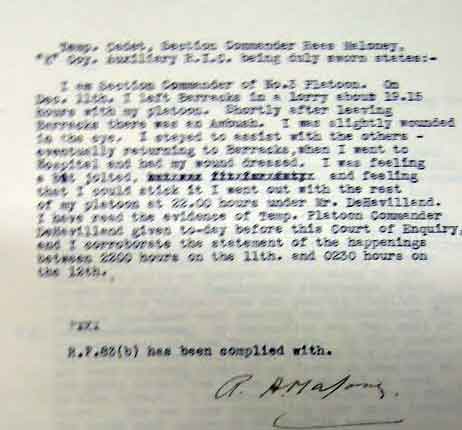 Temp. Cadet, Section Commander Rees Maloney,
"K" Coy. Auxiliary R.I.C. being duly sworn states:-
I am Section Commander of No.3 Platoon. On
Dec. 11th. I left Barracks in a lorry about 19.15
hours with my platoon. Shortly after leaving
Barracks there was an Ambush. I was slightly wounded
in the eye. I stayed to assist with the others -
eventually returning to Barracks,when I went to
Hospital and had my wound dressed. I was feeling
a bit jolted, and feeling
that I could stick it I went out with the rest
of my platoon at 22.00 hours under Mr. DeHavilland.
I have read the evidence of Temp. Platoon Commander
DeHavilland given to-day before this Court of Enquiry,
and I corroborate the statement of the happenings
between 2200 hours on the 11th. and 0230 hours on
the 12th.
R.P.83(b) has been complied with.